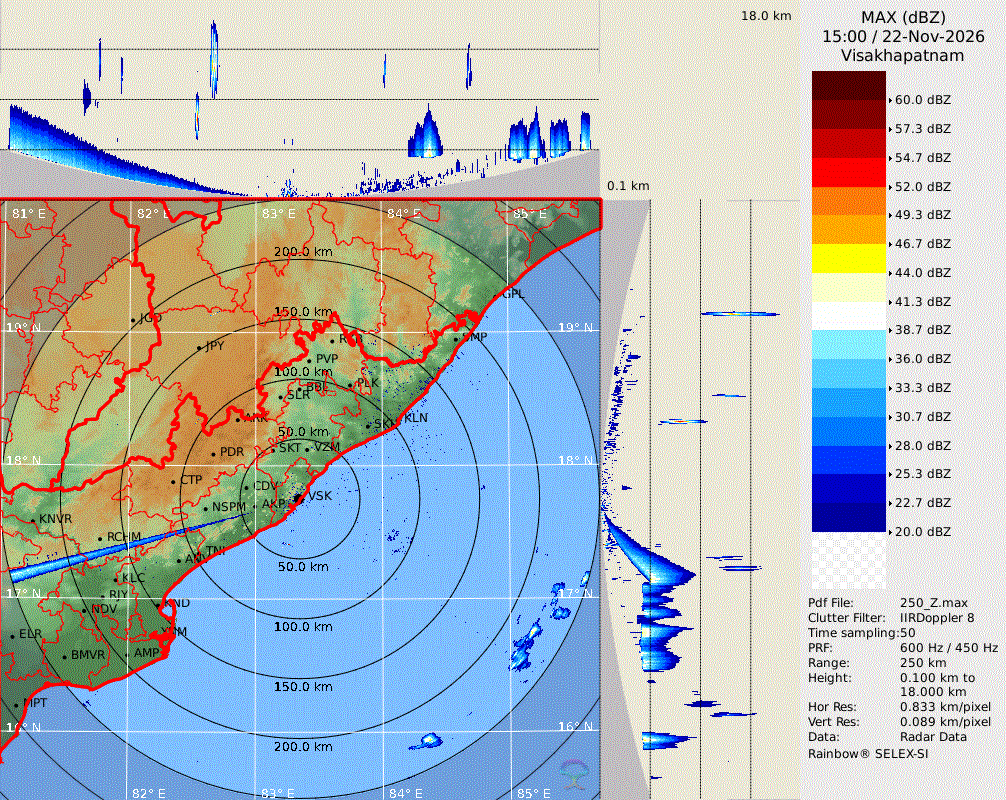 18.0 km
0.1 km
MAX (dBZ)
15:00 / 22-Nov-2026
Visakhapatnam
60.0 dBZ
57.3 dBZ
54.7 dBZ
52.0 dBZ
49.3 dBZ
46.7 dBZ
44.0 dBZ
41.3 dBZ
38.7 dBZ
36.0 dBZ
33.3 dBZ
30.7 dBZ
28.0 dBZ
25.3 dBZ
22.7 dBZ
20.0 dBZ
81° E 82° E 83° E 84° E 85° E
200.0 km
GPL
150.0 km
JGD
19° N 19° N
JPY SMP
PVP
100.0 km
BBL PLK
SLR
KLN
50.0 km
SKT VZM
PDR
18° N 18° N
CTP CDV
VSK
NSPM AKP
KNVR
RCHM
TNI
50.0 km
KLC
RJY
17° N 17° N
NDV KND
100.0 km
ELR
BMVR AMP
150.0 km
MPT
16° N 16° N
200.0 km
82° E 83° E 84° E 85° E
Pdf File: 250_Z.max
Clutter Filter: IIRDoppler 8
Time sampling:50
PRF: 600 Hz / 450 Hz
Range: 250 km
Height: 0.100 km to
18.000 km
Hor Res: 0.833 km/pixel
Vert Res: 0.089 km/pixel
Data: Radar Data
Rainbow® SELEX-SI